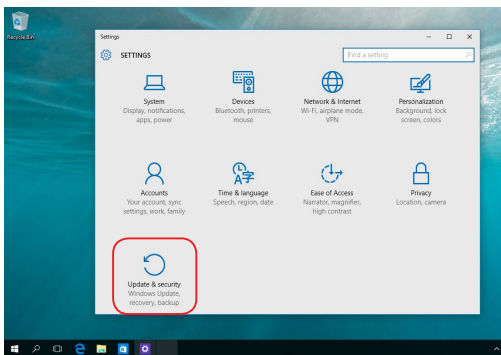 Recycle Bin
Settings
SETTINGS
Find a setting
System
Display, notifications,
apps, power
Devices
Bluetooth, printers,
mouse
Network & Internet
Wi-Fi, airplane mode,
VPN
Personalization
Background, lock
screen, colors
Accounts
Your account, sync
settings, work, family
Time & language
Speech, region, date
Ease of Access
Narrator, magnifier,
high contrast
Privacy
Location, camera
Update & security
Windows Update,
recovery, backup